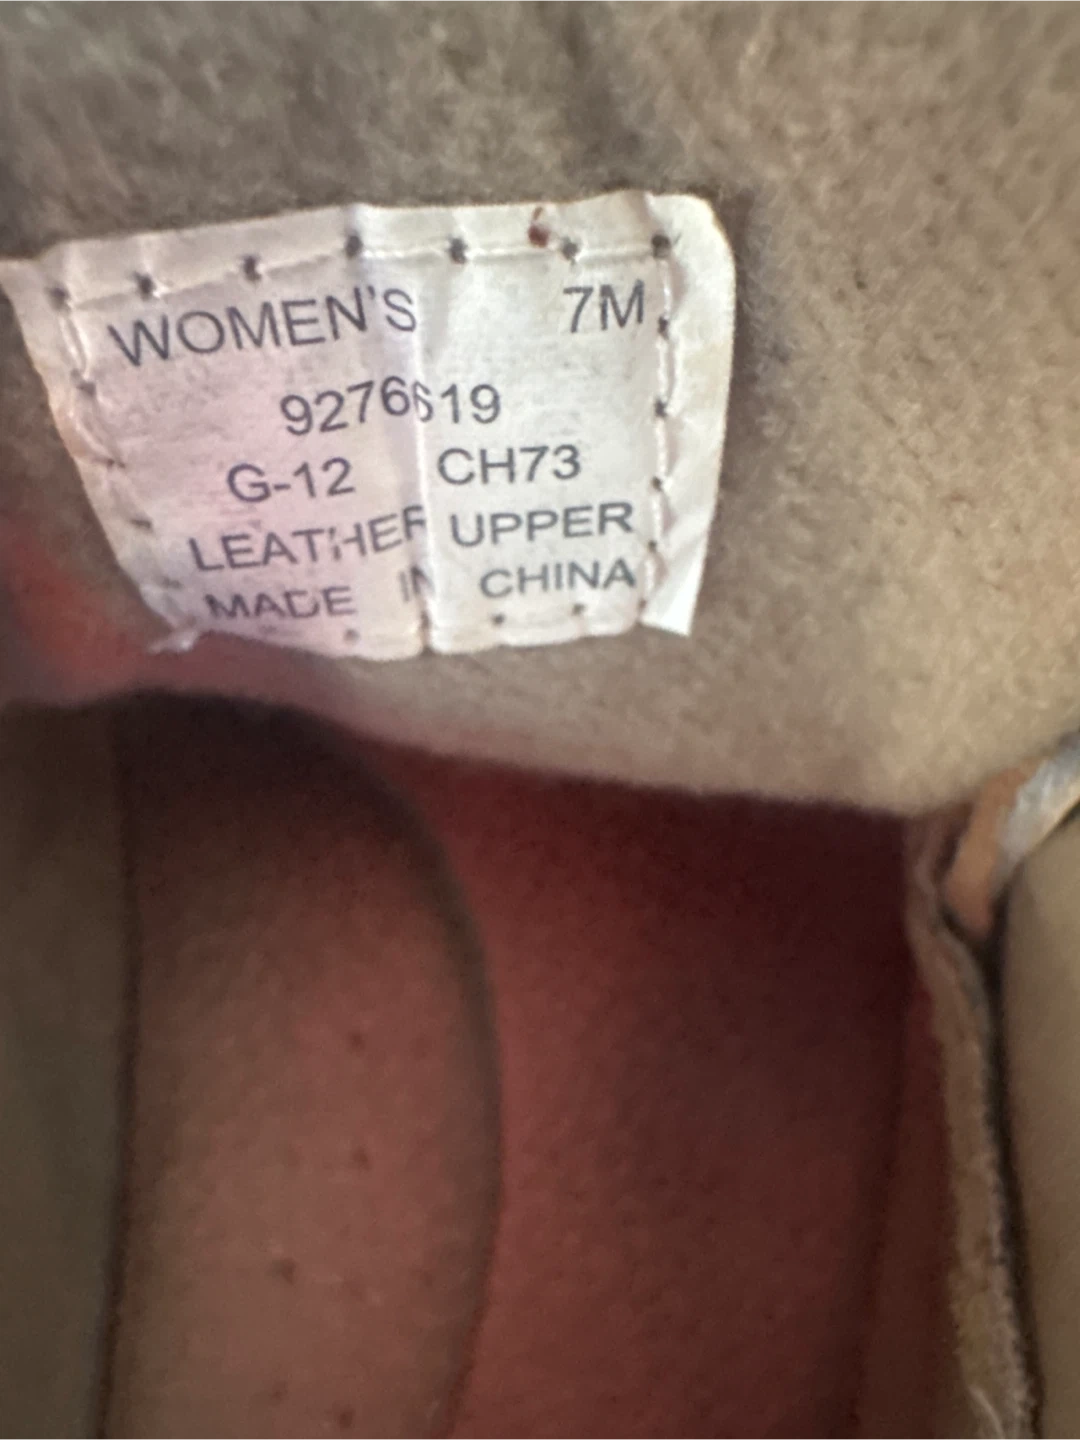 WOMEN'S 7M
9276619
G-12 CH73
LEATHER UPPER
MADE IN CHINA